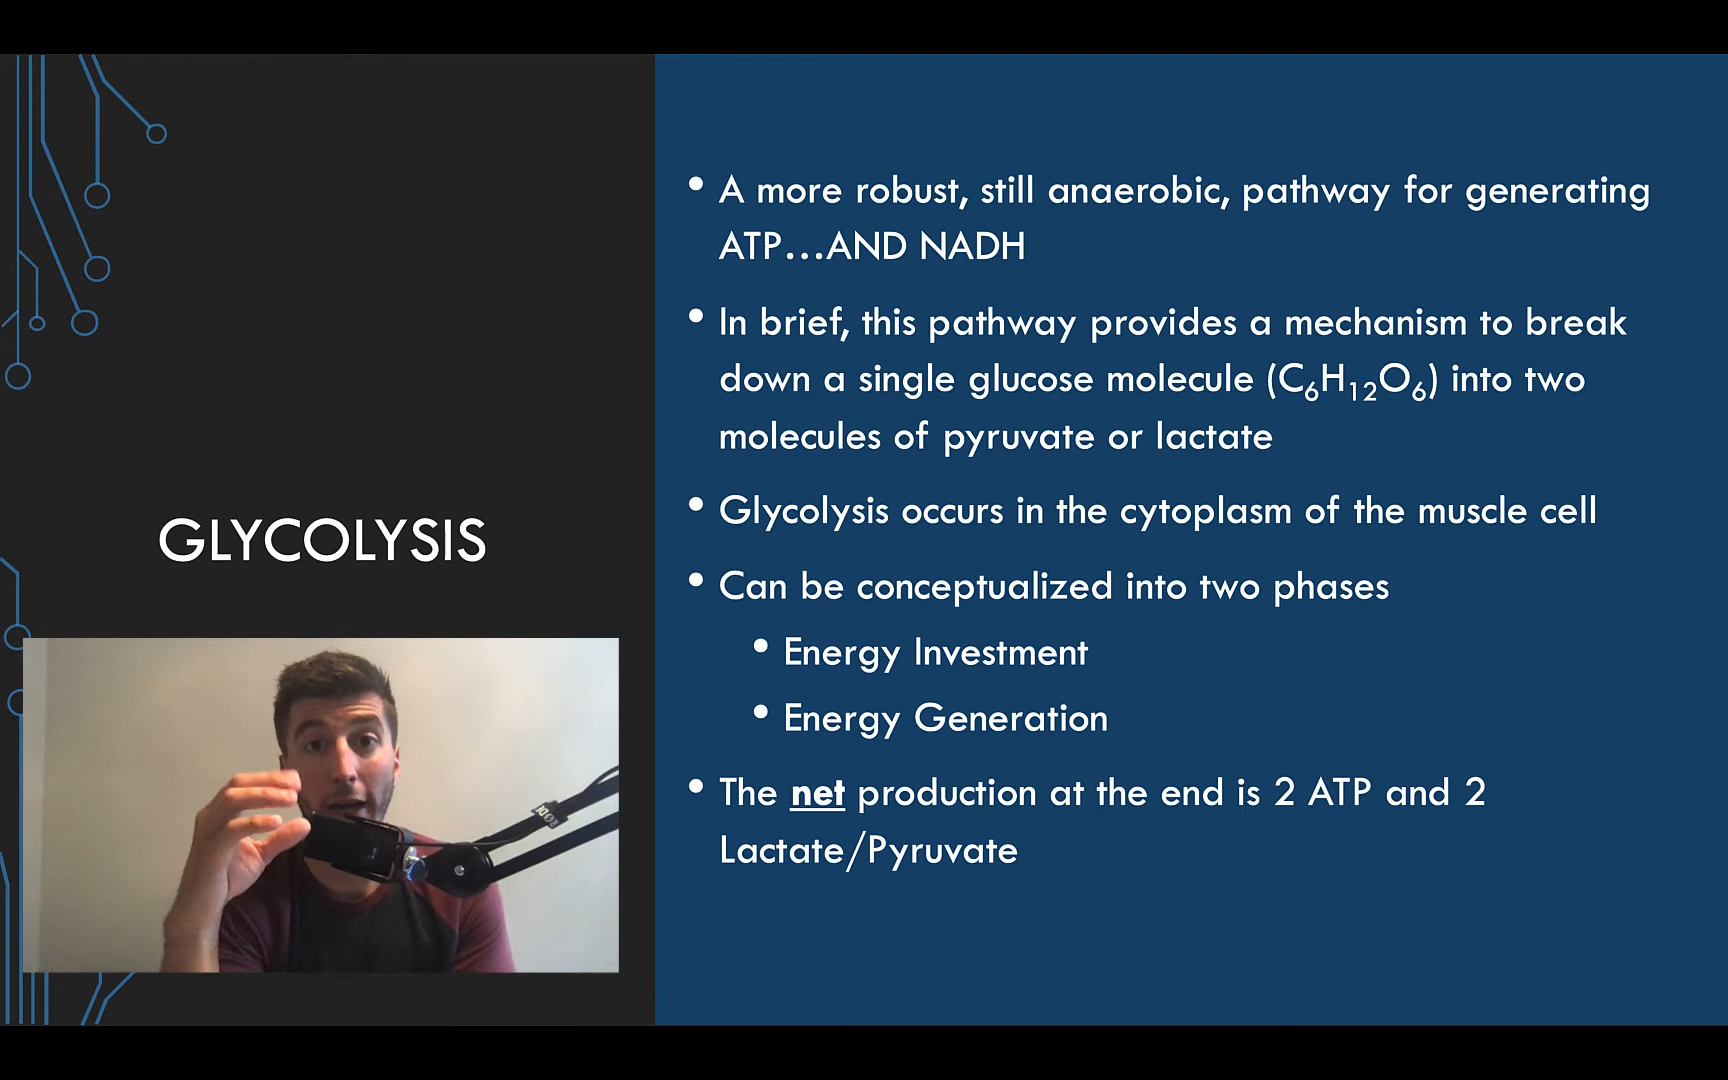 GLYCOLYSIS
• A more robust, still anaerobic, pathway for generating
ATP...AND NADH
• In brief, this pathway provides a mechanism to break
down a single glucose molecule (C₆H₁₂O₆) into two
molecules of pyruvate or lactate
• Glycolysis occurs in the cytoplasm of the muscle cell
• Can be conceptualized into two phases
• Energy Investment
• Energy Generation
• The net production at the end is 2 ATP and 2
Lactate/Pyruvate
RODE